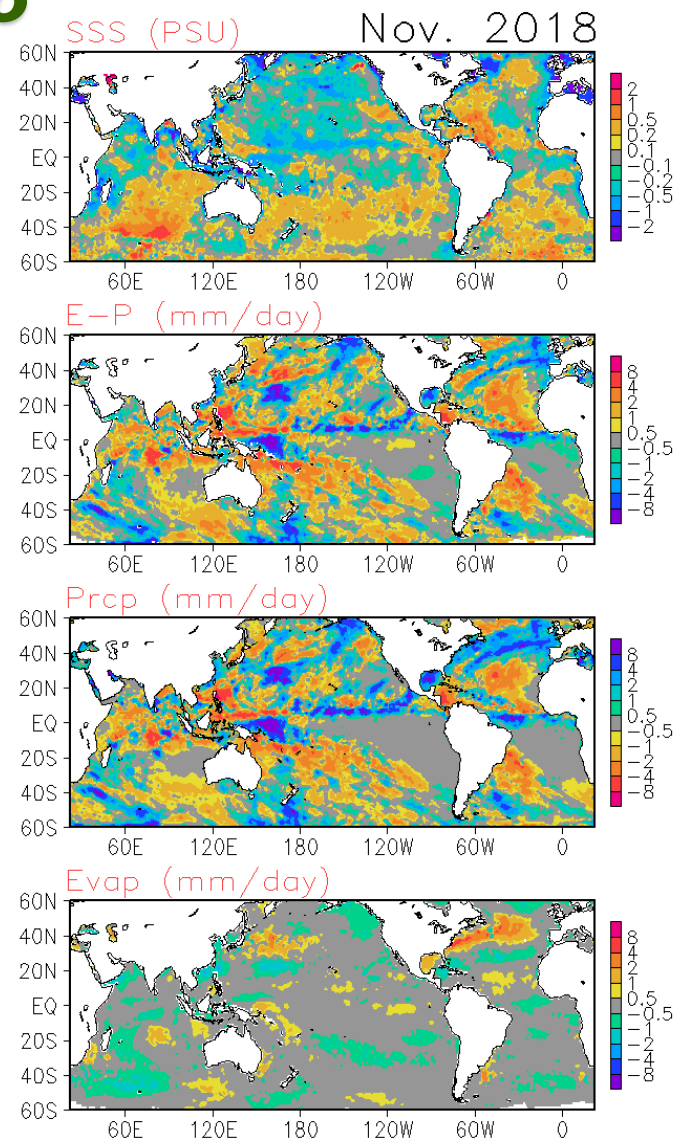 SSS (PSU) Nov. 2018
60N
40N
20N
EQ
20S
40S
60S
60E 120E 180 120W 60W 0
2
1
0.5
0.2
0.1
−0.1
−0.2
−0.5
−1
−2
E−P (mm/day)
60N
40N
20N
EQ
20S
40S
60S
60E 120E 180 120W 60W 0
8
4
2
1
0.5
−0.5
−1
−2
−4
−8
Prcp (mm/day)
60N
40N
20N
EQ
20S
40S
60S
60E 120E 180 120W 60W 0
8
4
2
1
0.5
−0.5
−1
−2
−4
−8
Evap (mm/day)
60N
40N
20N
EQ
20S
40S
60S
60E 120E 180 120W 60W 0
8
4
2
1
0.5
−0.5
−1
−2
−4
−8